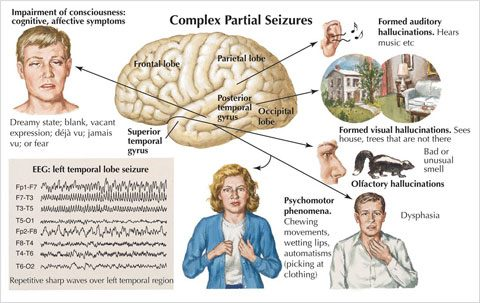 Complex Partial Seizures
Impairment of consciousness:
cognitive, affective symptoms
Dreamy state; blank, vacant
expression; déjà vu; jamais
vu; or fear
Frontal lobe
Parietal lobe
Posterior
temporal
gyrus
Occipital
lobe
Superior
temporal
gyrus
Formed auditory
hallucinations. Hears
music etc
Formed visual hallucinations. Sees
house, trees that are not there
Bad or
unusual
smell
Olfactory hallucinations
Dysphasia
Psychomotor
phenomena.
Chewing
movements,
wetting lips,
automatisms
(picking at
clothing)
EEG: left temporal lobe seizure
Fp1-F7
F7-T3
T3-T5
T5-O1
Fp2-F8
F8-T4
T4-T6
T6-O2
Repetitive sharp waves over left temporal region